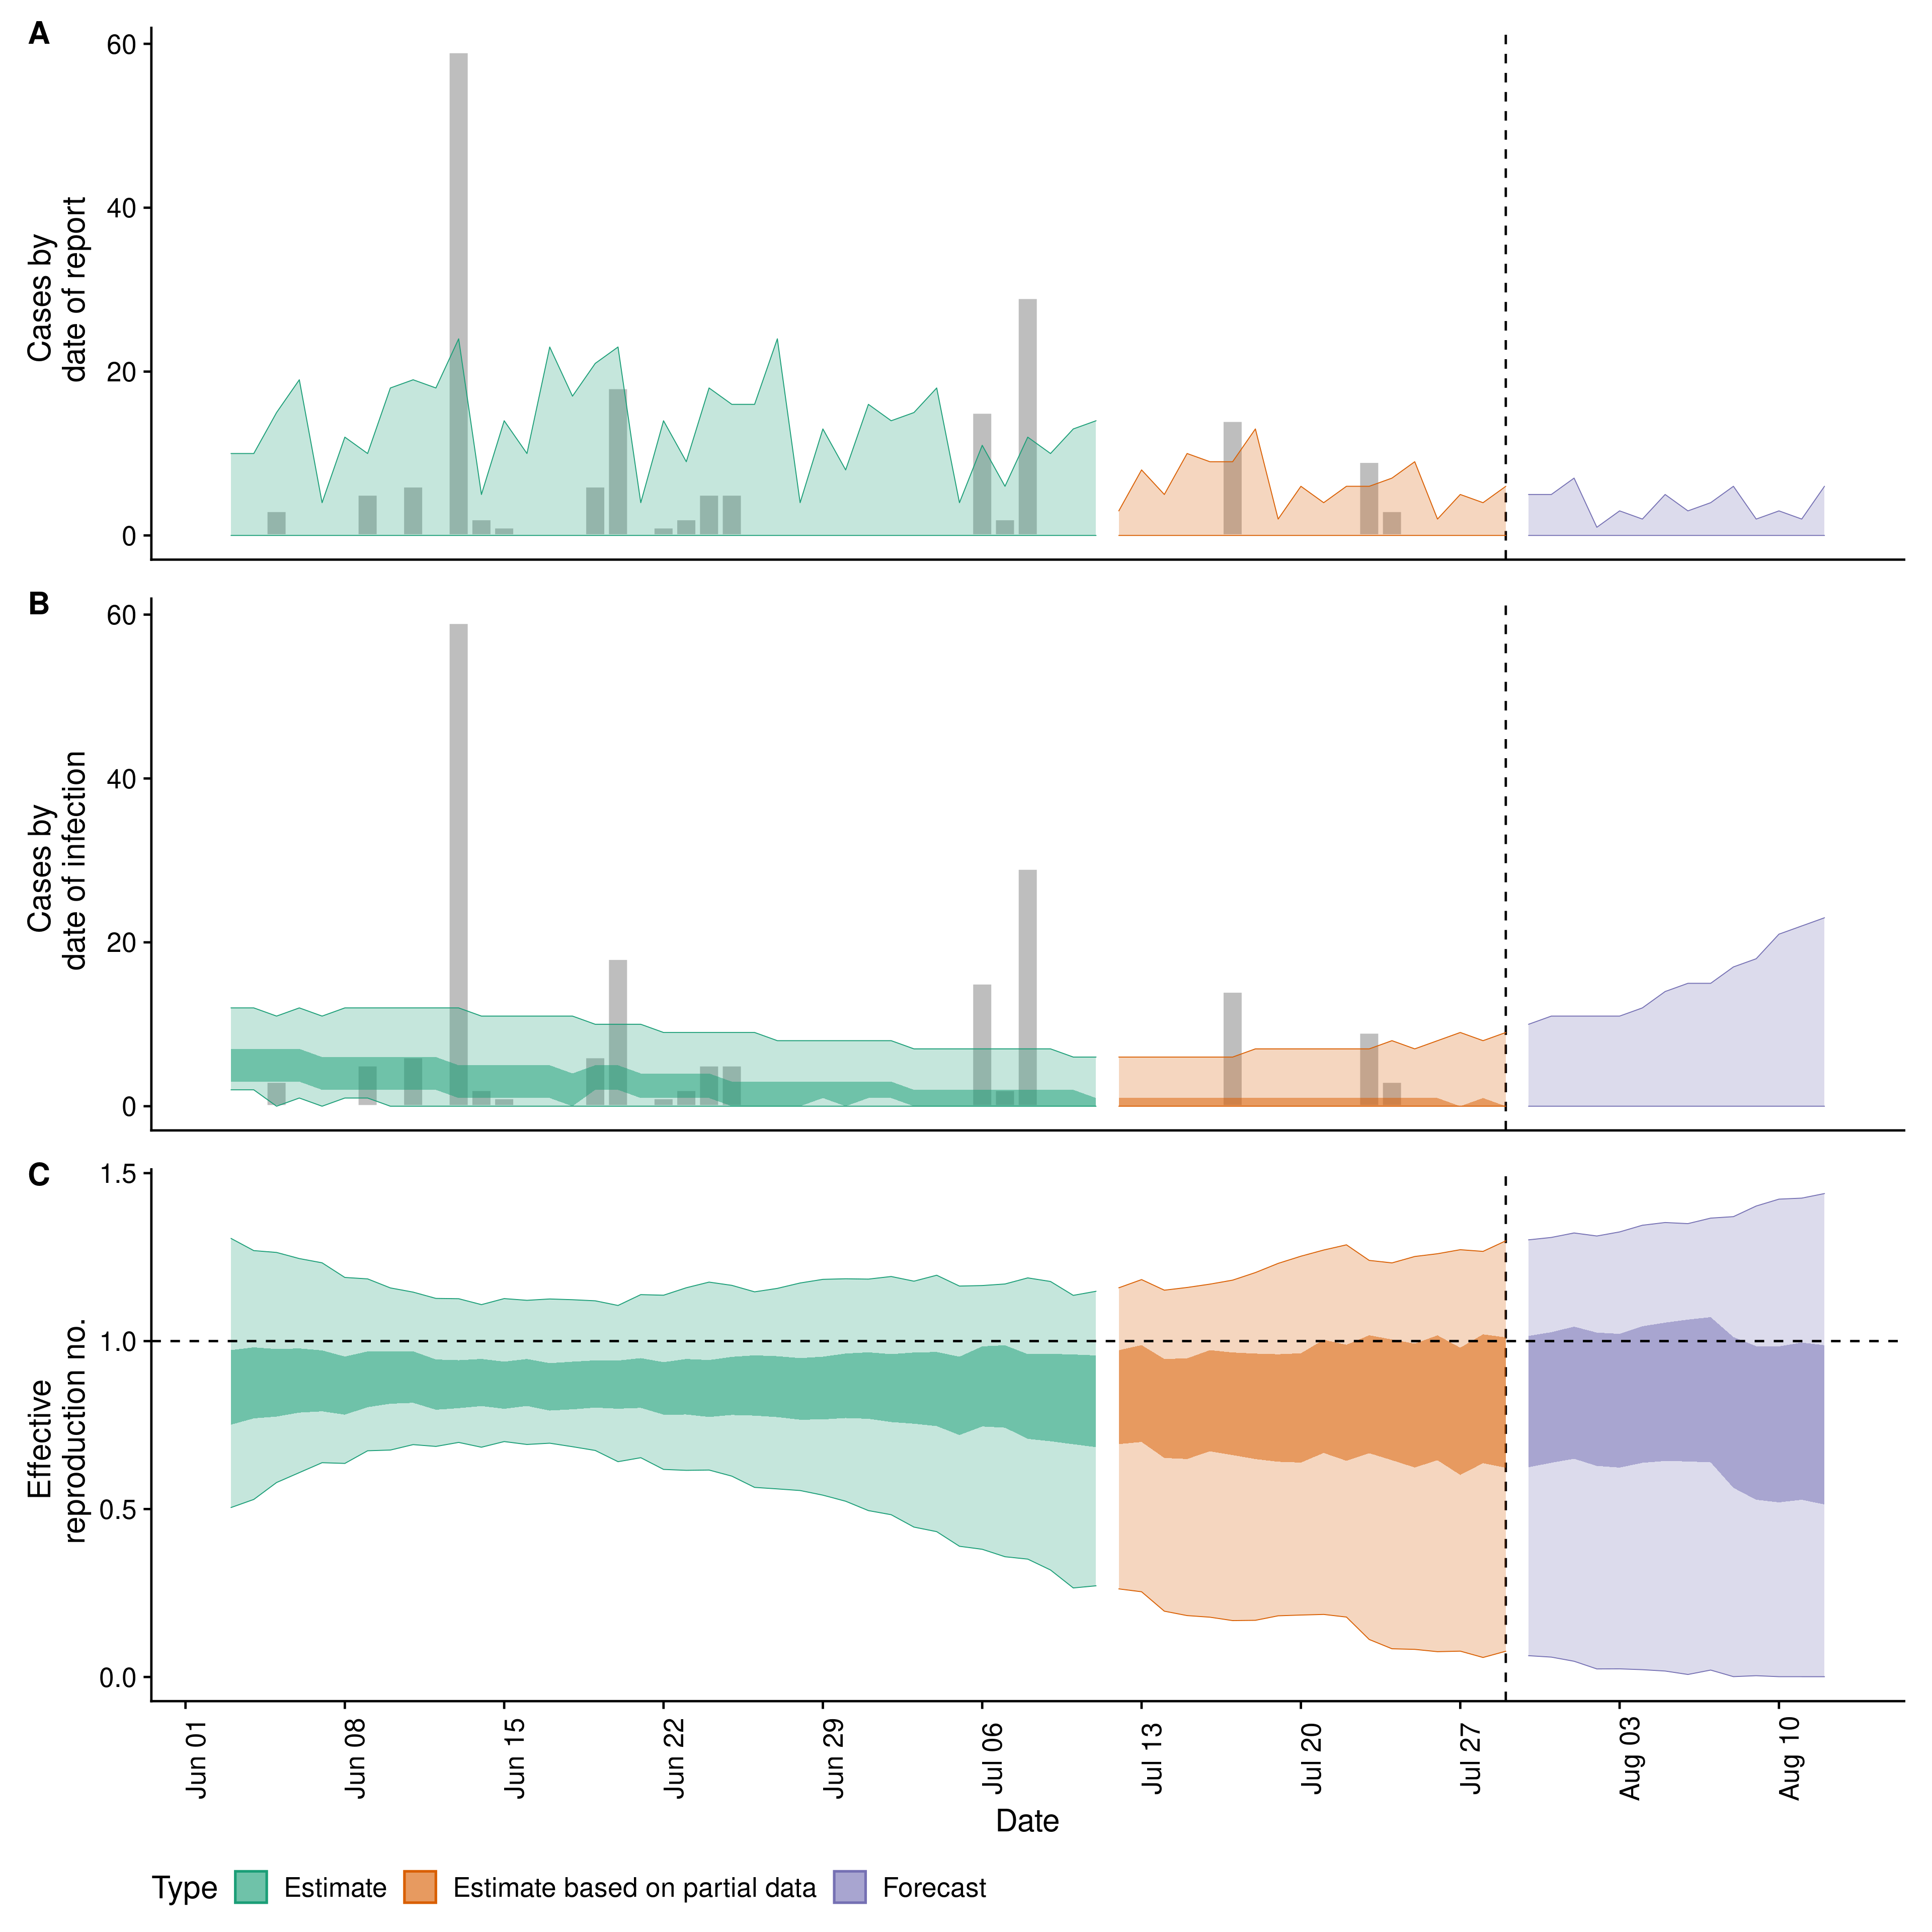 A
60
40
20
0
Cases by
date of report
B
60
40
20
0
Cases by
date of infection
C
1.5
1.0
0.5
0.0
Effective
reproduction no.
Jun 01
Jun 08
Jun 15
Jun 22
Jun 29
Jul 06
Jul 13
Jul 20
Jul 27
Aug 03
Aug 10
Date
Type Estimate Estimate based on partial data Forecast